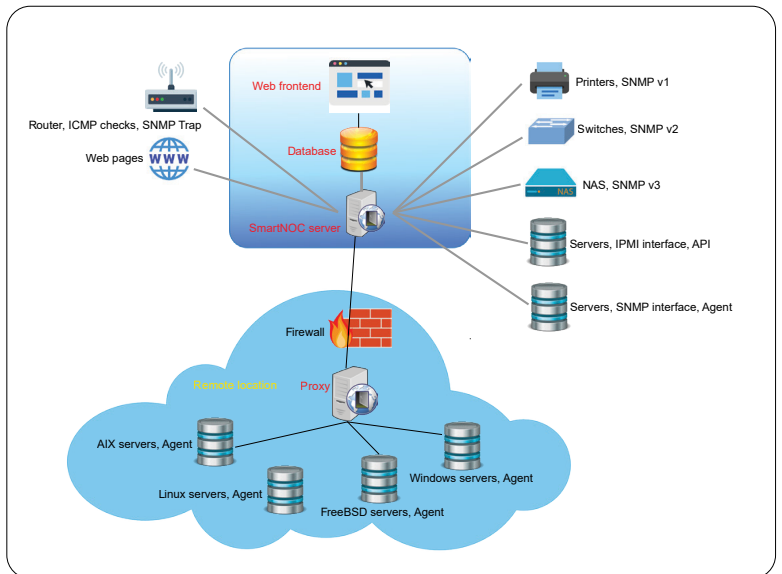 Web frontend
Printers, SNMP v1
Router, ICMP checks, SNMP Trap
Switches, SNMP v2
Database
Web pages
WWW
NAS
NAS, SNMP v3
SmartNOC server
Servers, IPMI interface, API
Servers, SNMP interface, Agent
Firewall
Remote location
Proxy
AIX servers, Agent
Windows servers, Agent
Linux servers, Agent
FreeBSD servers, Agent